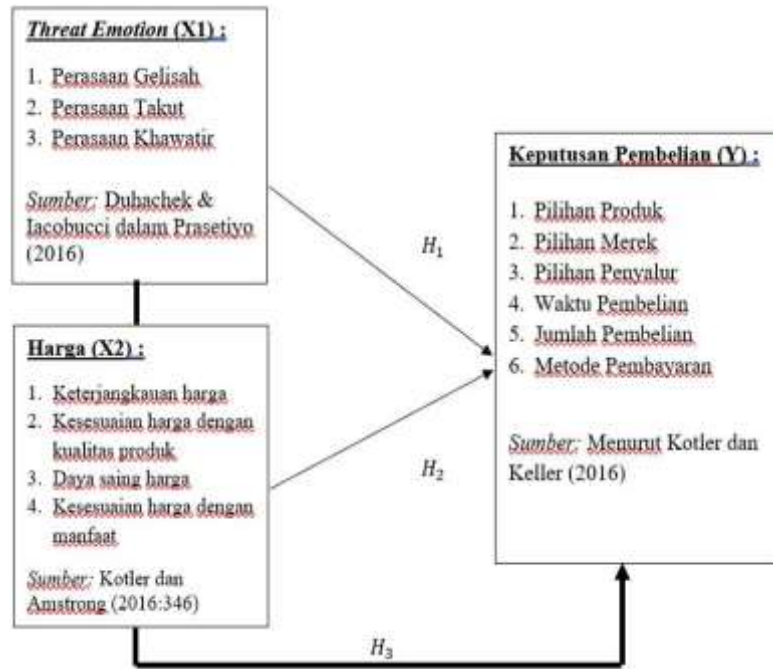 Threat Emotion (X1) :
1. Perasaan Gelisah
2. Perasaan Takut
3. Perasaan Khawatir
Sumber: Duhachek &
Iacobucci dalam Prasetiyo
(2016)
Harga (X2) :
1. Keterjangkauan harga
2. Kesesuaian harga dengan
kualitas produk
3. Daya saing harga
4. Kesesuaian harga dengan
manfaat
Sumber: Kotler dan
Amstrong (2016:346)
H1
H2
H3
Keputusan Pembelian (Y) :
1. Pilihan Produk
2. Pilihan Merek
3. Pilihan Penyalur
4. Waktu Pembelian
5. Jumlah Pembelian
6. Metode Pembayaran
Sumber: Menurut Kotler dan
Keller (2016)